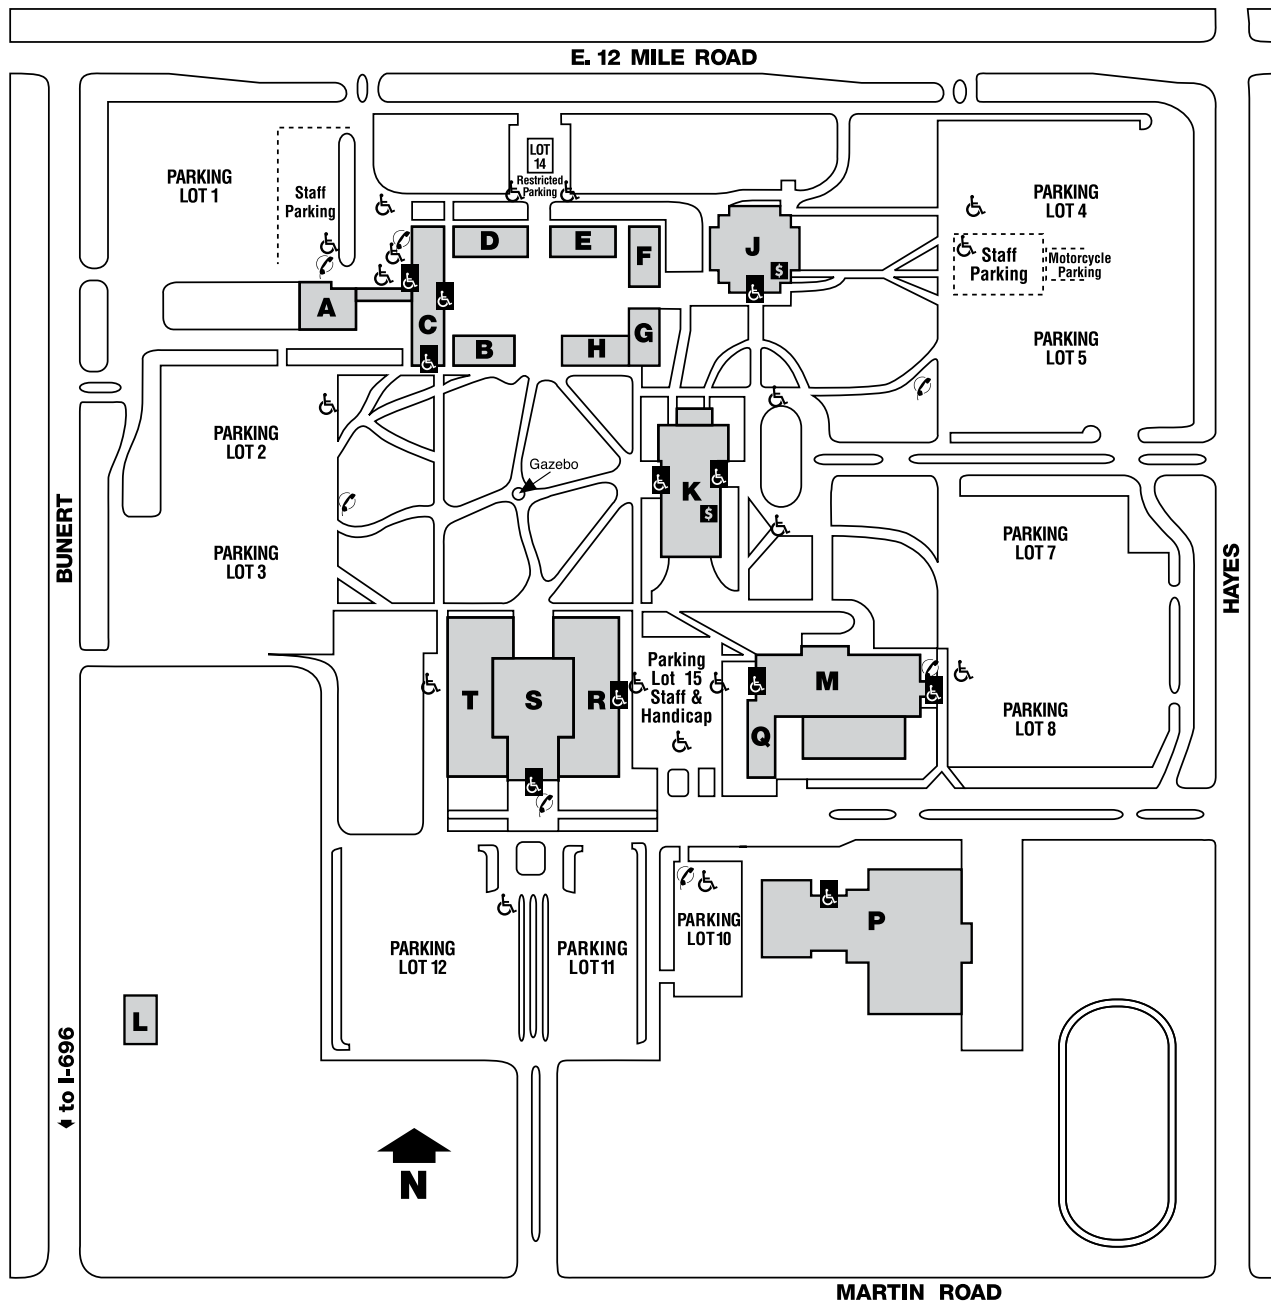 E. 12 MILE ROAD
LOT
14
Restricted
Parking
PARKING
LOT 1
Staff
Parking
PARKING
LOT 4
D
E
F
J
$
Staff
Parking
Motorcycle
Parking
A
C
B
H
G
PARKING
LOT 5
PARKING
LOT 2
Gazebo
K
$
BUNERT
PARKING
LOT 3
PARKING
LOT 7
HAYES
Parking
Lot 15
Staff &
Handicap
T
S
R
M
Q
PARKING
LOT 8
PARKING
LOT 12
PARKING
LOT 11
PARKING
LOT 10
P
L
to I-696
N
MARTIN ROAD